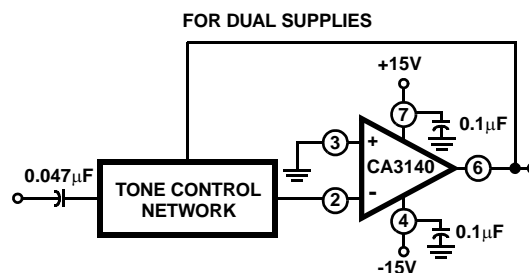 FOR DUAL SUPPLIES
+15V
7
0.1μF
3
+
CA3140
6
0.047μF
TONE CONTROL
NETWORK
2
-
4
0.1μF
-15V